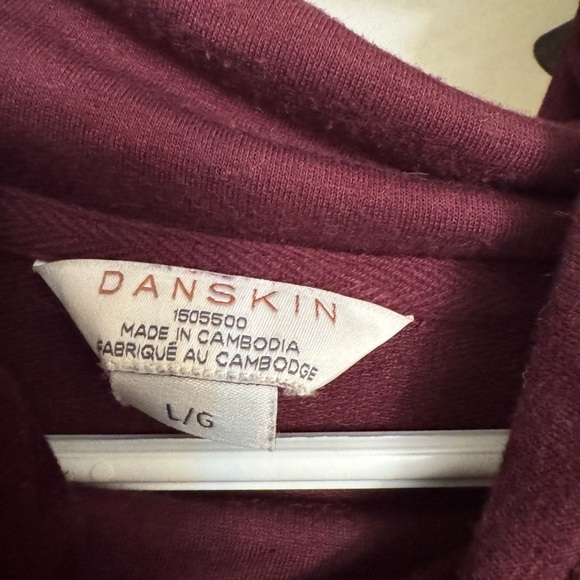 DANSKIN
1505500
MADE IN CAMBODIA
FABRIQUÉ AU CAMBODGE
L/G